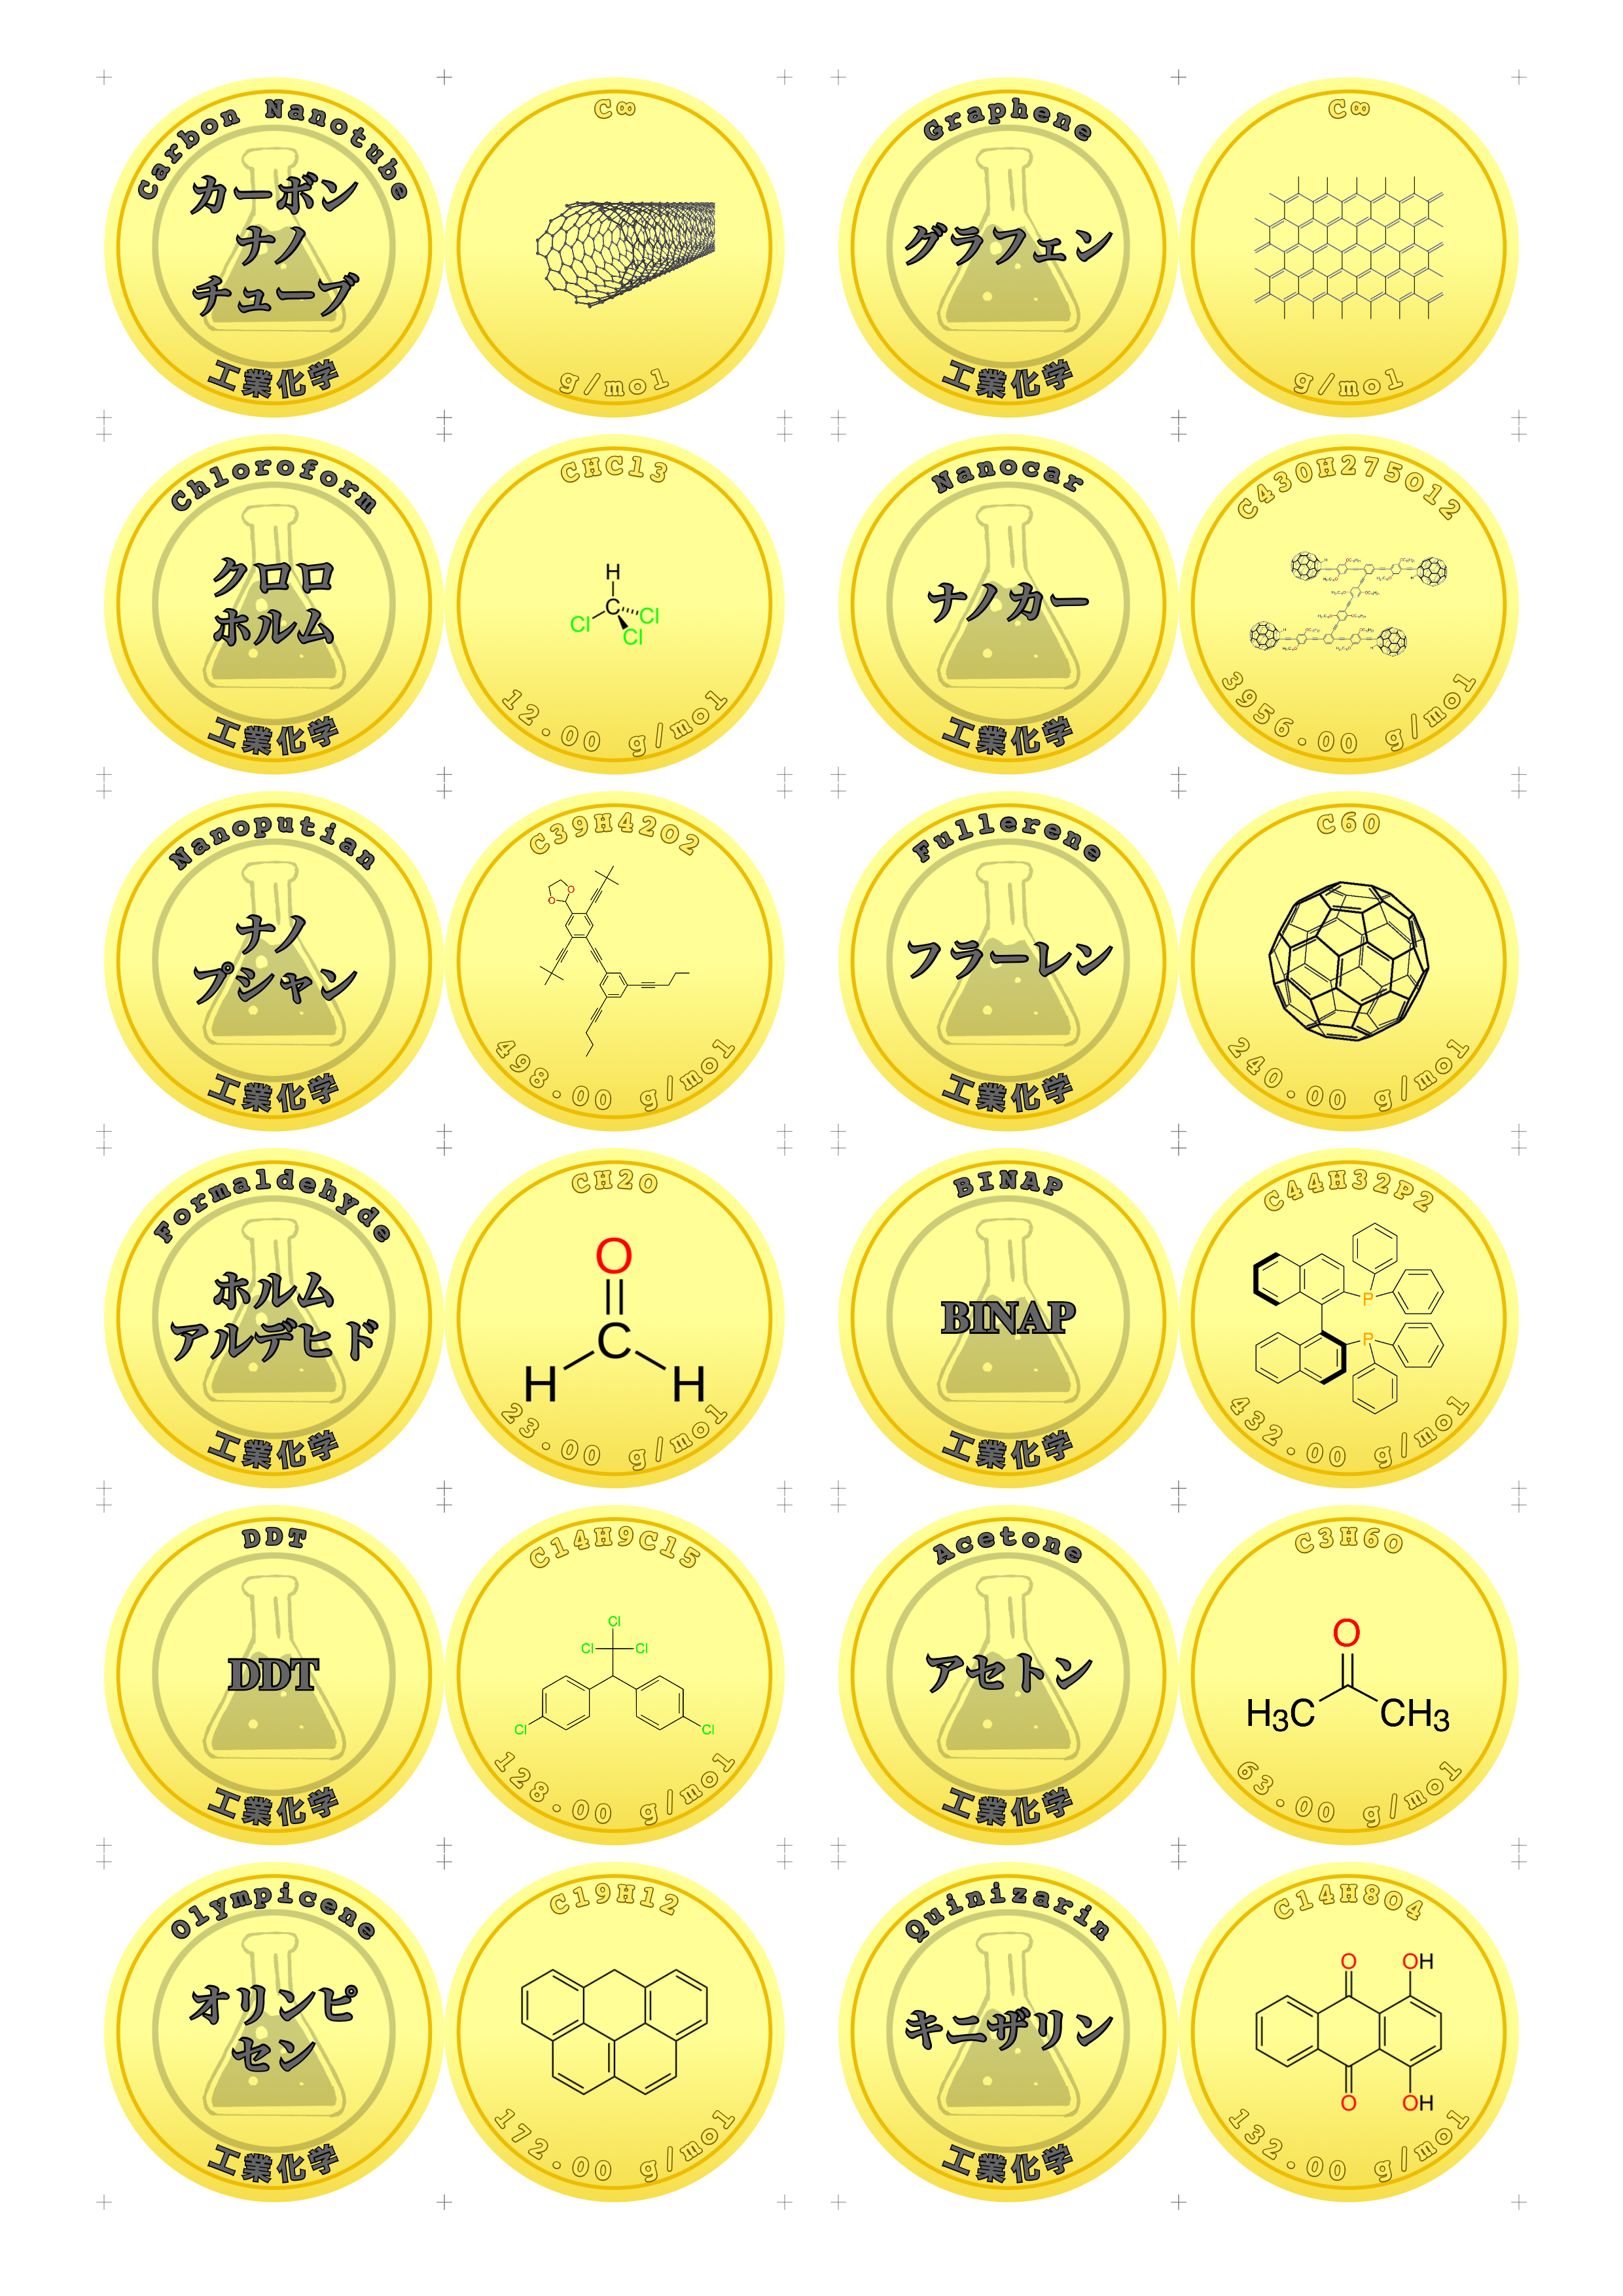 Carbon Nanotube
カーボン
ナノ
チューブ
工業化学
C∞
g/mol
Graphene
グラフェン
工業化学
C∞
g/mol
Chloroform
クロロ
ホルム
工業化学
CHCl3
H
C
Cl
Cl
Cl
12.00 g/mol
Nanocar
ナノカー
工業化学
C430H275O12
3956.00 g/mol
Nanoputian
ナノ
プシャン
工業化学
C39H42O2
O
O
498.00 g/mol
Fullerene
フラーレン
工業化学
C60
240.00 g/mol
Formaldehyde
ホルム
アルデヒド
工業化学
CH2O
O
C
H H
23.00 g/mol
BINAP
BINAP
工業化学
C44H32P2
P
P
432.00 g/mol
DDT
DDT
工業化学
C14H9Cl5
Cl
Cl Cl
Cl Cl
128.00 g/mol
Acetone
アセトン
工業化学
C3H6O
O
H3C CH3
63.00 g/mol
Olympicene
オリンピ
セン
工業化学
C19H12
172.00 g/mol
Quinizarin
キニザリン
工業化学
C14H8O4
O OH
O OH
132.00 g/mol